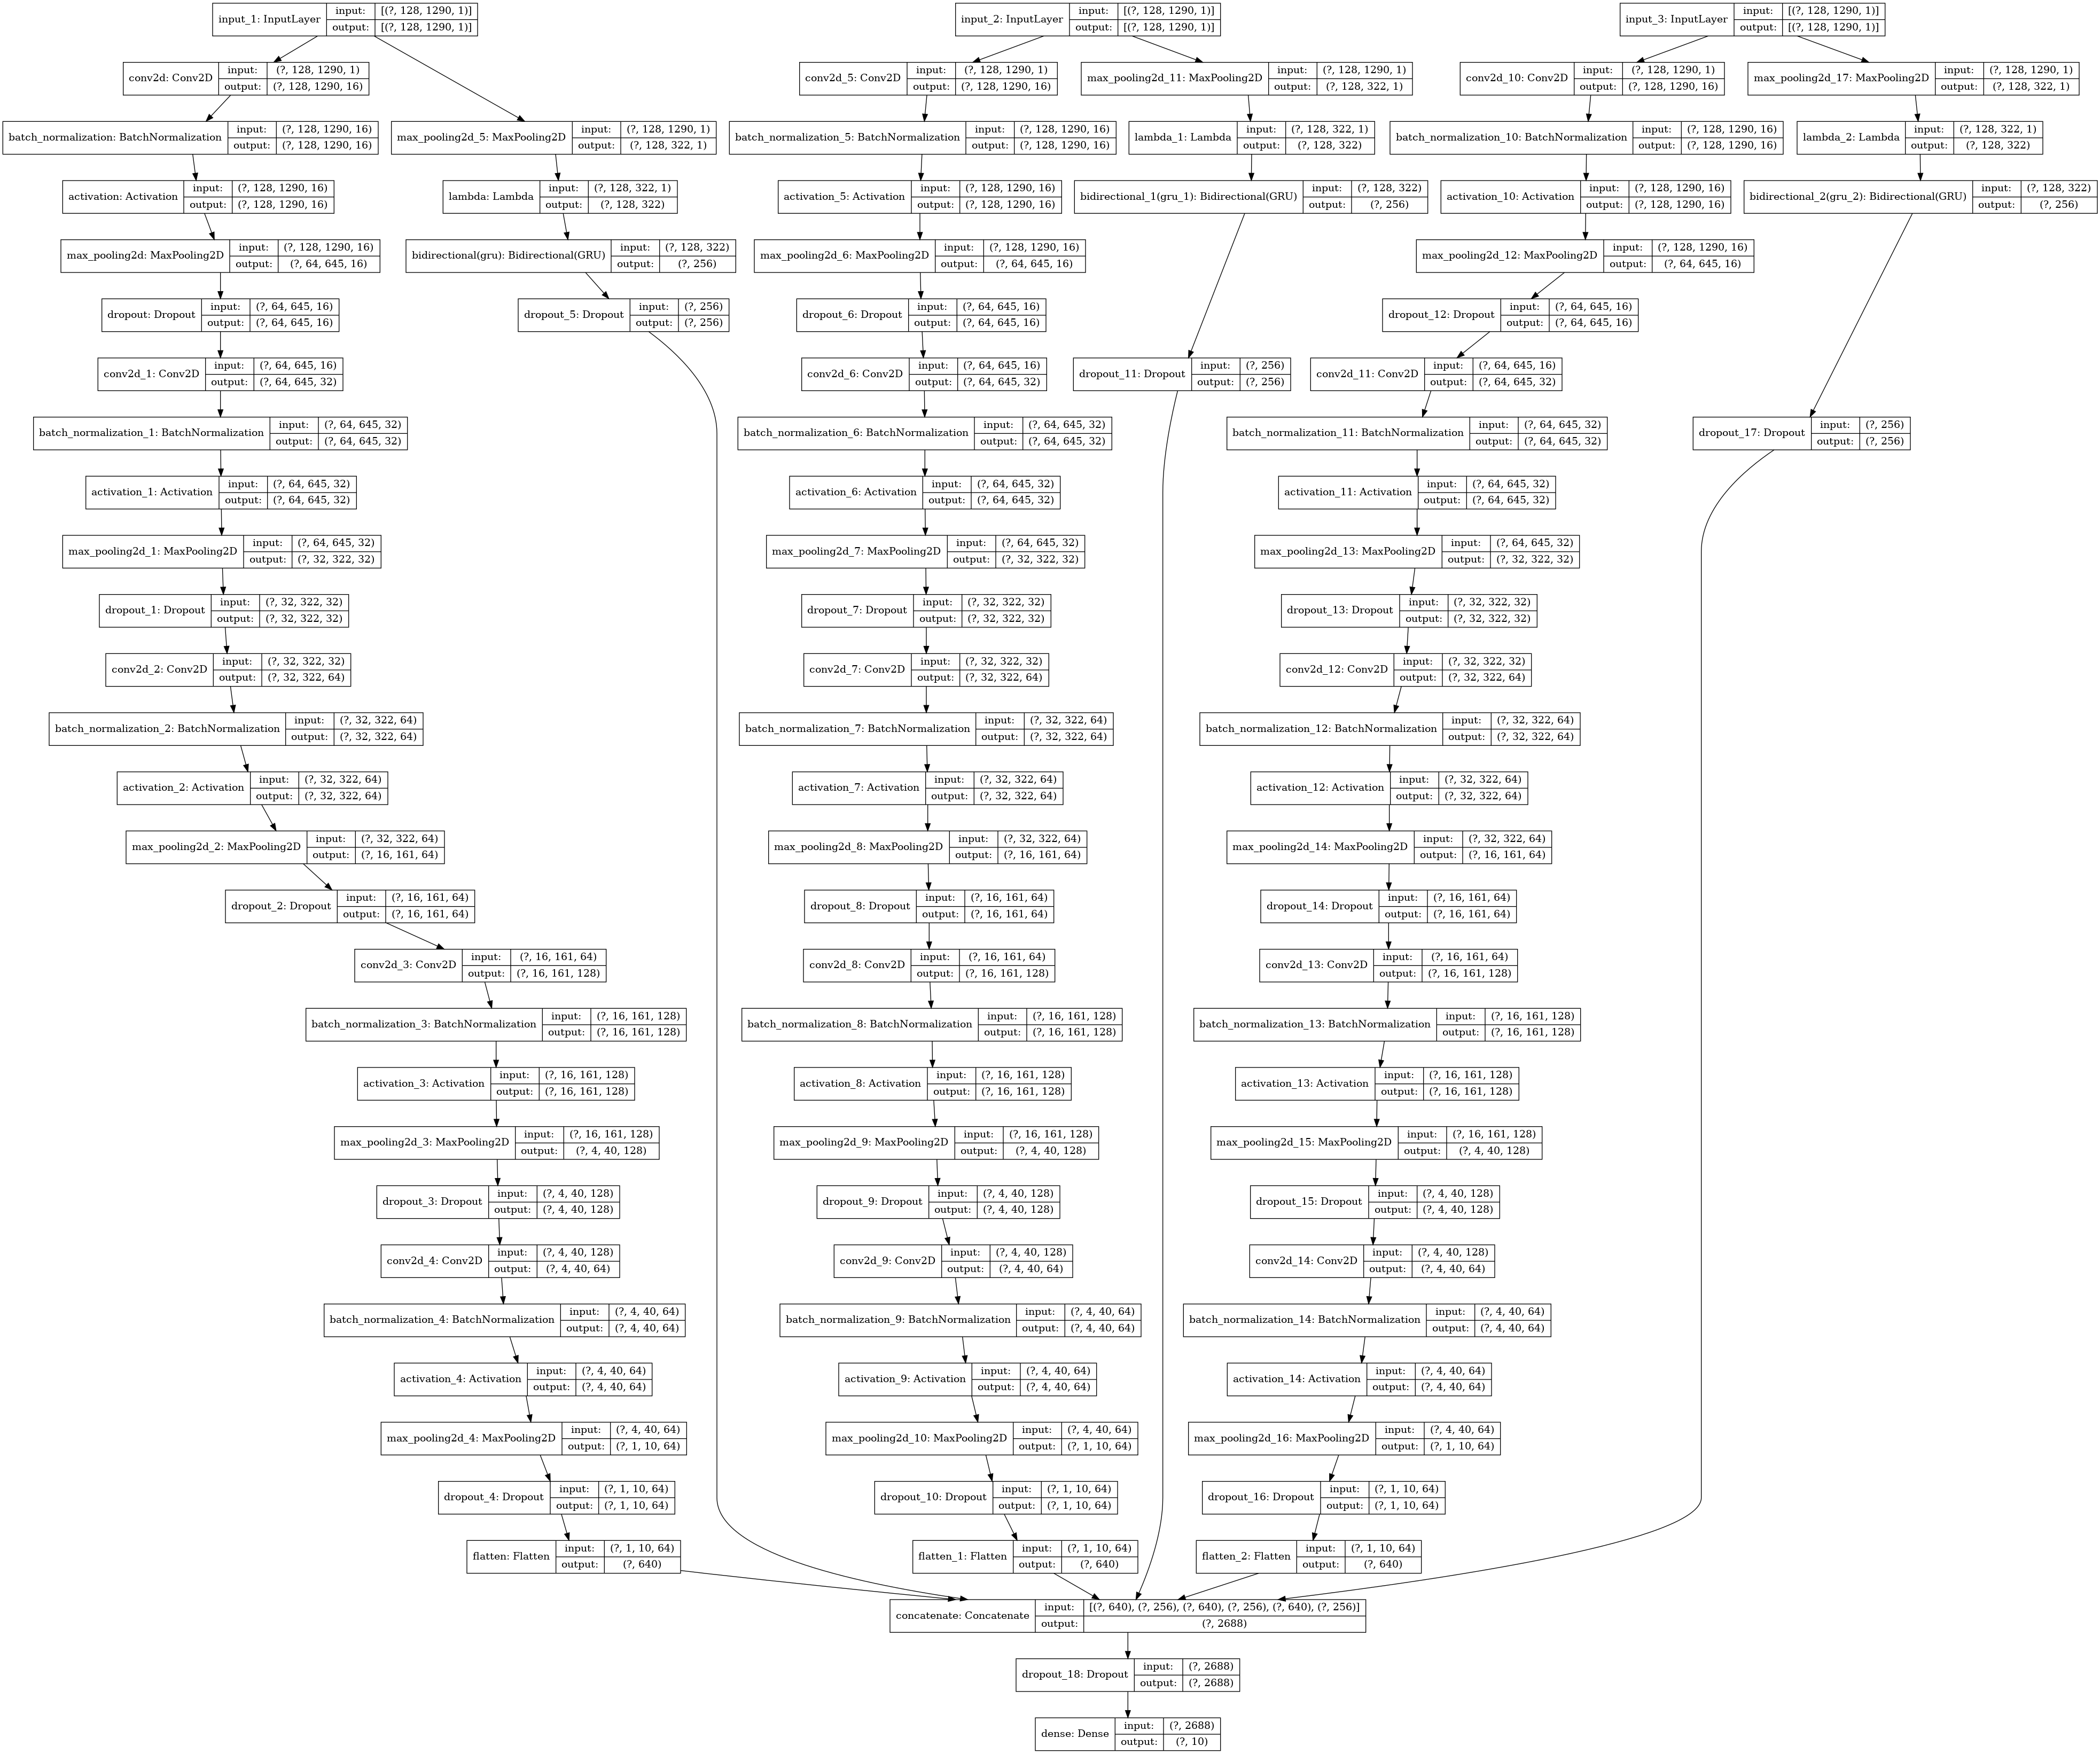 input_1: InputLayer
input: [(?, 128, 1290, 1)]
output: [(?, 128, 1290, 1)]
conv2d: Conv2D
input: (?, 128, 1290, 1)
output: (?, 128, 1290, 16)
batch_normalization: BatchNormalization
input: (?, 128, 1290, 16)
output: (?, 128, 1290, 16)
activation: Activation
input: (?, 128, 1290, 16)
output: (?, 128, 1290, 16)
max_pooling2d: MaxPooling2D
input: (?, 128, 1290, 16)
output: (?, 64, 645, 16)
dropout: Dropout
input: (?, 64, 645, 16)
output: (?, 64, 645, 16)
conv2d_1: Conv2D
input: (?, 64, 645, 16)
output: (?, 64, 645, 32)
batch_normalization_1: BatchNormalization
input: (?, 64, 645, 32)
output: (?, 64, 645, 32)
activation_1: Activation
input: (?, 64, 645, 32)
output: (?, 64, 645, 32)
max_pooling2d_1: MaxPooling2D
input: (?, 64, 645, 32)
output: (?, 32, 322, 32)
dropout_1: Dropout
input: (?, 32, 322, 32)
output: (?, 32, 322, 32)
conv2d_2: Conv2D
input: (?, 32, 322, 32)
output: (?, 32, 322, 64)
batch_normalization_2: BatchNormalization
input: (?, 32, 322, 64)
output: (?, 32, 322, 64)
activation_2: Activation
input: (?, 32, 322, 64)
output: (?, 32, 322, 64)
max_pooling2d_2: MaxPooling2D
input: (?, 32, 322, 64)
output: (?, 16, 161, 64)
dropout_2: Dropout
input: (?, 16, 161, 64)
output: (?, 16, 161, 64)
conv2d_3: Conv2D
input: (?, 16, 161, 64)
output: (?, 16, 161, 128)
batch_normalization_3: BatchNormalization
input: (?, 16, 161, 128)
output: (?, 16, 161, 128)
activation_3: Activation
input: (?, 16, 161, 128)
output: (?, 16, 161, 128)
max_pooling2d_3: MaxPooling2D
input: (?, 16, 161, 128)
output: (?, 4, 40, 128)
dropout_3: Dropout
input: (?, 4, 40, 128)
output: (?, 4, 40, 128)
conv2d_4: Conv2D
input: (?, 4, 40, 128)
output: (?, 4, 40, 64)
batch_normalization_4: BatchNormalization
input: (?, 4, 40, 64)
output: (?, 4, 40, 64)
activation_4: Activation
input: (?, 4, 40, 64)
output: (?, 4, 40, 64)
max_pooling2d_4: MaxPooling2D
input: (?, 4, 40, 64)
output: (?, 1, 10, 64)
dropout_4: Dropout
input: (?, 1, 10, 64)
output: (?, 1, 10, 64)
flatten: Flatten
input: (?, 1, 10, 64)
output: (?, 640)
max_pooling2d_5: MaxPooling2D
input: (?, 128, 1290, 1)
output: (?, 128, 322, 1)
lambda: Lambda
input: (?, 128, 322, 1)
output: (?, 128, 322)
bidirectional(gru): Bidirectional(GRU)
input: (?, 128, 322)
output: (?, 256)
dropout_5: Dropout
input: (?, 256)
output: (?, 256)
input_2: InputLayer
input: [(?, 128, 1290, 1)]
output: [(?, 128, 1290, 1)]
conv2d_5: Conv2D
input: (?, 128, 1290, 1)
output: (?, 128, 1290, 16)
batch_normalization_5: BatchNormalization
input: (?, 128, 1290, 16)
output: (?, 128, 1290, 16)
activation_5: Activation
input: (?, 128, 1290, 16)
output: (?, 128, 1290, 16)
max_pooling2d_6: MaxPooling2D
input: (?, 128, 1290, 16)
output: (?, 64, 645, 16)
dropout_6: Dropout
input: (?, 64, 645, 16)
output: (?, 64, 645, 16)
conv2d_6: Conv2D
input: (?, 64, 645, 16)
output: (?, 64, 645, 32)
batch_normalization_6: BatchNormalization
input: (?, 64, 645, 32)
output: (?, 64, 645, 32)
activation_6: Activation
input: (?, 64, 645, 32)
output: (?, 64, 645, 32)
max_pooling2d_7: MaxPooling2D
input: (?, 64, 645, 32)
output: (?, 32, 322, 32)
dropout_7: Dropout
input: (?, 32, 322, 32)
output: (?, 32, 322, 32)
conv2d_7: Conv2D
input: (?, 32, 322, 32)
output: (?, 32, 322, 64)
batch_normalization_7: BatchNormalization
input: (?, 32, 322, 64)
output: (?, 32, 322, 64)
activation_7: Activation
input: (?, 32, 322, 64)
output: (?, 32, 322, 64)
max_pooling2d_8: MaxPooling2D
input: (?, 32, 322, 64)
output: (?, 16, 161, 64)
dropout_8: Dropout
input: (?, 16, 161, 64)
output: (?, 16, 161, 64)
conv2d_8: Conv2D
input: (?, 16, 161, 64)
output: (?, 16, 161, 128)
batch_normalization_8: BatchNormalization
input: (?, 16, 161, 128)
output: (?, 16, 161, 128)
activation_8: Activation
input: (?, 16, 161, 128)
output: (?, 16, 161, 128)
max_pooling2d_9: MaxPooling2D
input: (?, 16, 161, 128)
output: (?, 4, 40, 128)
dropout_9: Dropout
input: (?, 4, 40, 128)
output: (?, 4, 40, 128)
conv2d_9: Conv2D
input: (?, 4, 40, 128)
output: (?, 4, 40, 64)
batch_normalization_9: BatchNormalization
input: (?, 4, 40, 64)
output: (?, 4, 40, 64)
activation_9: Activation
input: (?, 4, 40, 64)
output: (?, 4, 40, 64)
max_pooling2d_10: MaxPooling2D
input: (?, 4, 40, 64)
output: (?, 1, 10, 64)
dropout_10: Dropout
input: (?, 1, 10, 64)
output: (?, 1, 10, 64)
flatten_1: Flatten
input: (?, 1, 10, 64)
output: (?, 640)
max_pooling2d_11: MaxPooling2D
input: (?, 128, 1290, 1)
output: (?, 128, 322, 1)
lambda_1: Lambda
input: (?, 128, 322, 1)
output: (?, 128, 322)
bidirectional_1(gru_1): Bidirectional(GRU)
input: (?, 128, 322)
output: (?, 256)
dropout_11: Dropout
input: (?, 256)
output: (?, 256)
input_3: InputLayer
input: [(?, 128, 1290, 1)]
output: [(?, 128, 1290, 1)]
conv2d_10: Conv2D
input: (?, 128, 1290, 1)
output: (?, 128, 1290, 16)
batch_normalization_10: BatchNormalization
input: (?, 128, 1290, 16)
output: (?, 128, 1290, 16)
activation_10: Activation
input: (?, 128, 1290, 16)
output: (?, 128, 1290, 16)
max_pooling2d_12: MaxPooling2D
input: (?, 128, 1290, 16)
output: (?, 64, 645, 16)
dropout_12: Dropout
input: (?, 64, 645, 16)
output: (?, 64, 645, 16)
conv2d_11: Conv2D
input: (?, 64, 645, 16)
output: (?, 64, 645, 32)
batch_normalization_11: BatchNormalization
input: (?, 64, 645, 32)
output: (?, 64, 645, 32)
activation_11: Activation
input: (?, 64, 645, 32)
output: (?, 64, 645, 32)
max_pooling2d_13: MaxPooling2D
input: (?, 64, 645, 32)
output: (?, 32, 322, 32)
dropout_13: Dropout
input: (?, 32, 322, 32)
output: (?, 32, 322, 32)
conv2d_12: Conv2D
input: (?, 32, 322, 32)
output: (?, 32, 322, 64)
batch_normalization_12: BatchNormalization
input: (?, 32, 322, 64)
output: (?, 32, 322, 64)
activation_12: Activation
input: (?, 32, 322, 64)
output: (?, 32, 322, 64)
max_pooling2d_14: MaxPooling2D
input: (?, 32, 322, 64)
output: (?, 16, 161, 64)
dropout_14: Dropout
input: (?, 16, 161, 64)
output: (?, 16, 161, 64)
conv2d_13: Conv2D
input: (?, 16, 161, 64)
output: (?, 16, 161, 128)
batch_normalization_13: BatchNormalization
input: (?, 16, 161, 128)
output: (?, 16, 161, 128)
activation_13: Activation
input: (?, 16, 161, 128)
output: (?, 16, 161, 128)
max_pooling2d_15: MaxPooling2D
input: (?, 16, 161, 128)
output: (?, 4, 40, 128)
dropout_15: Dropout
input: (?, 4, 40, 128)
output: (?, 4, 40, 128)
conv2d_14: Conv2D
input: (?, 4, 40, 128)
output: (?, 4, 40, 64)
batch_normalization_14: BatchNormalization
input: (?, 4, 40, 64)
output: (?, 4, 40, 64)
activation_14: Activation
input: (?, 4, 40, 64)
output: (?, 4, 40, 64)
max_pooling2d_16: MaxPooling2D
input: (?, 4, 40, 64)
output: (?, 1, 10, 64)
dropout_16: Dropout
input: (?, 1, 10, 64)
output: (?, 1, 10, 64)
flatten_2: Flatten
input: (?, 1, 10, 64)
output: (?, 640)
max_pooling2d_17: MaxPooling2D
input: (?, 128, 1290, 1)
output: (?, 128, 322, 1)
lambda_2: Lambda
input: (?, 128, 322, 1)
output: (?, 128, 322)
bidirectional_2(gru_2): Bidirectional(GRU)
input: (?, 128, 322)
output: (?, 256)
dropout_17: Dropout
input: (?, 256)
output: (?, 256)
concatenate: Concatenate
input: [(?, 640), (?, 256), (?, 640), (?, 256), (?, 640), (?, 256)]
output: (?, 2688)
dropout_18: Dropout
input: (?, 2688)
output: (?, 2688)
dense: Dense
input: (?, 2688)
output: (?, 10)